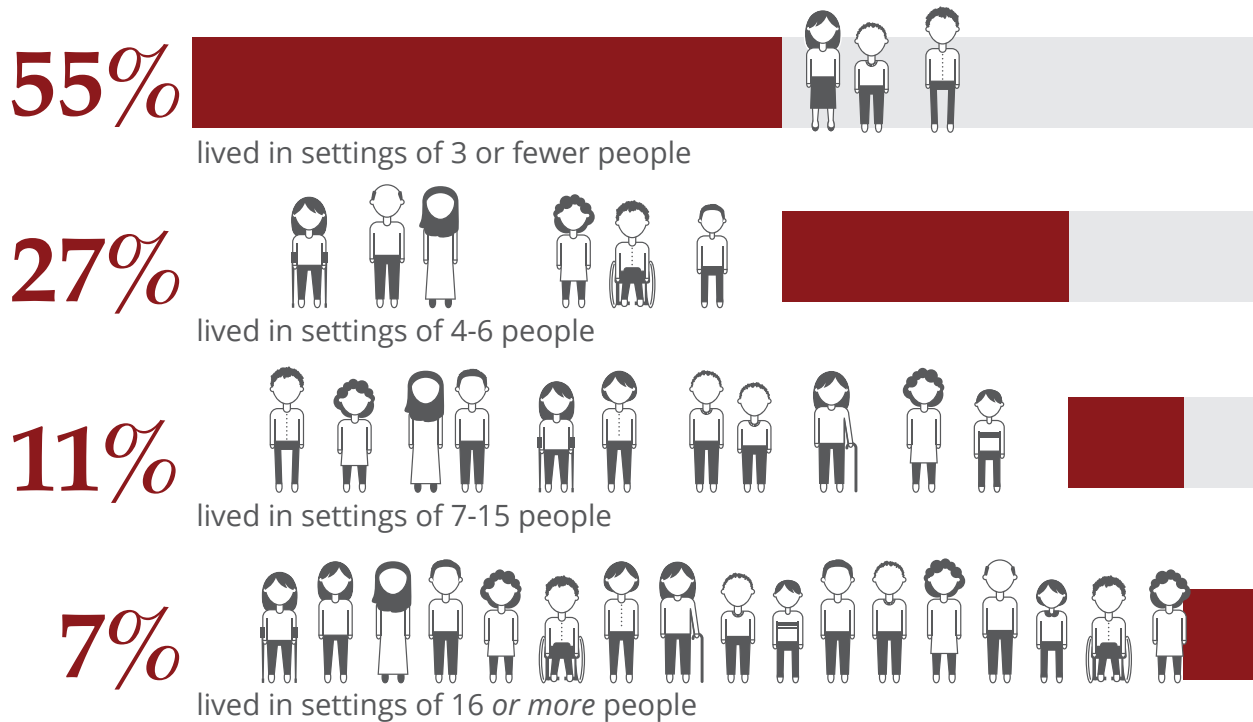 55%
lived in settings of 3 or fewer people
27%
lived in settings of 4-6 people
11%
lived in settings of 7-15 people
7%
lived in settings of 16 or more people